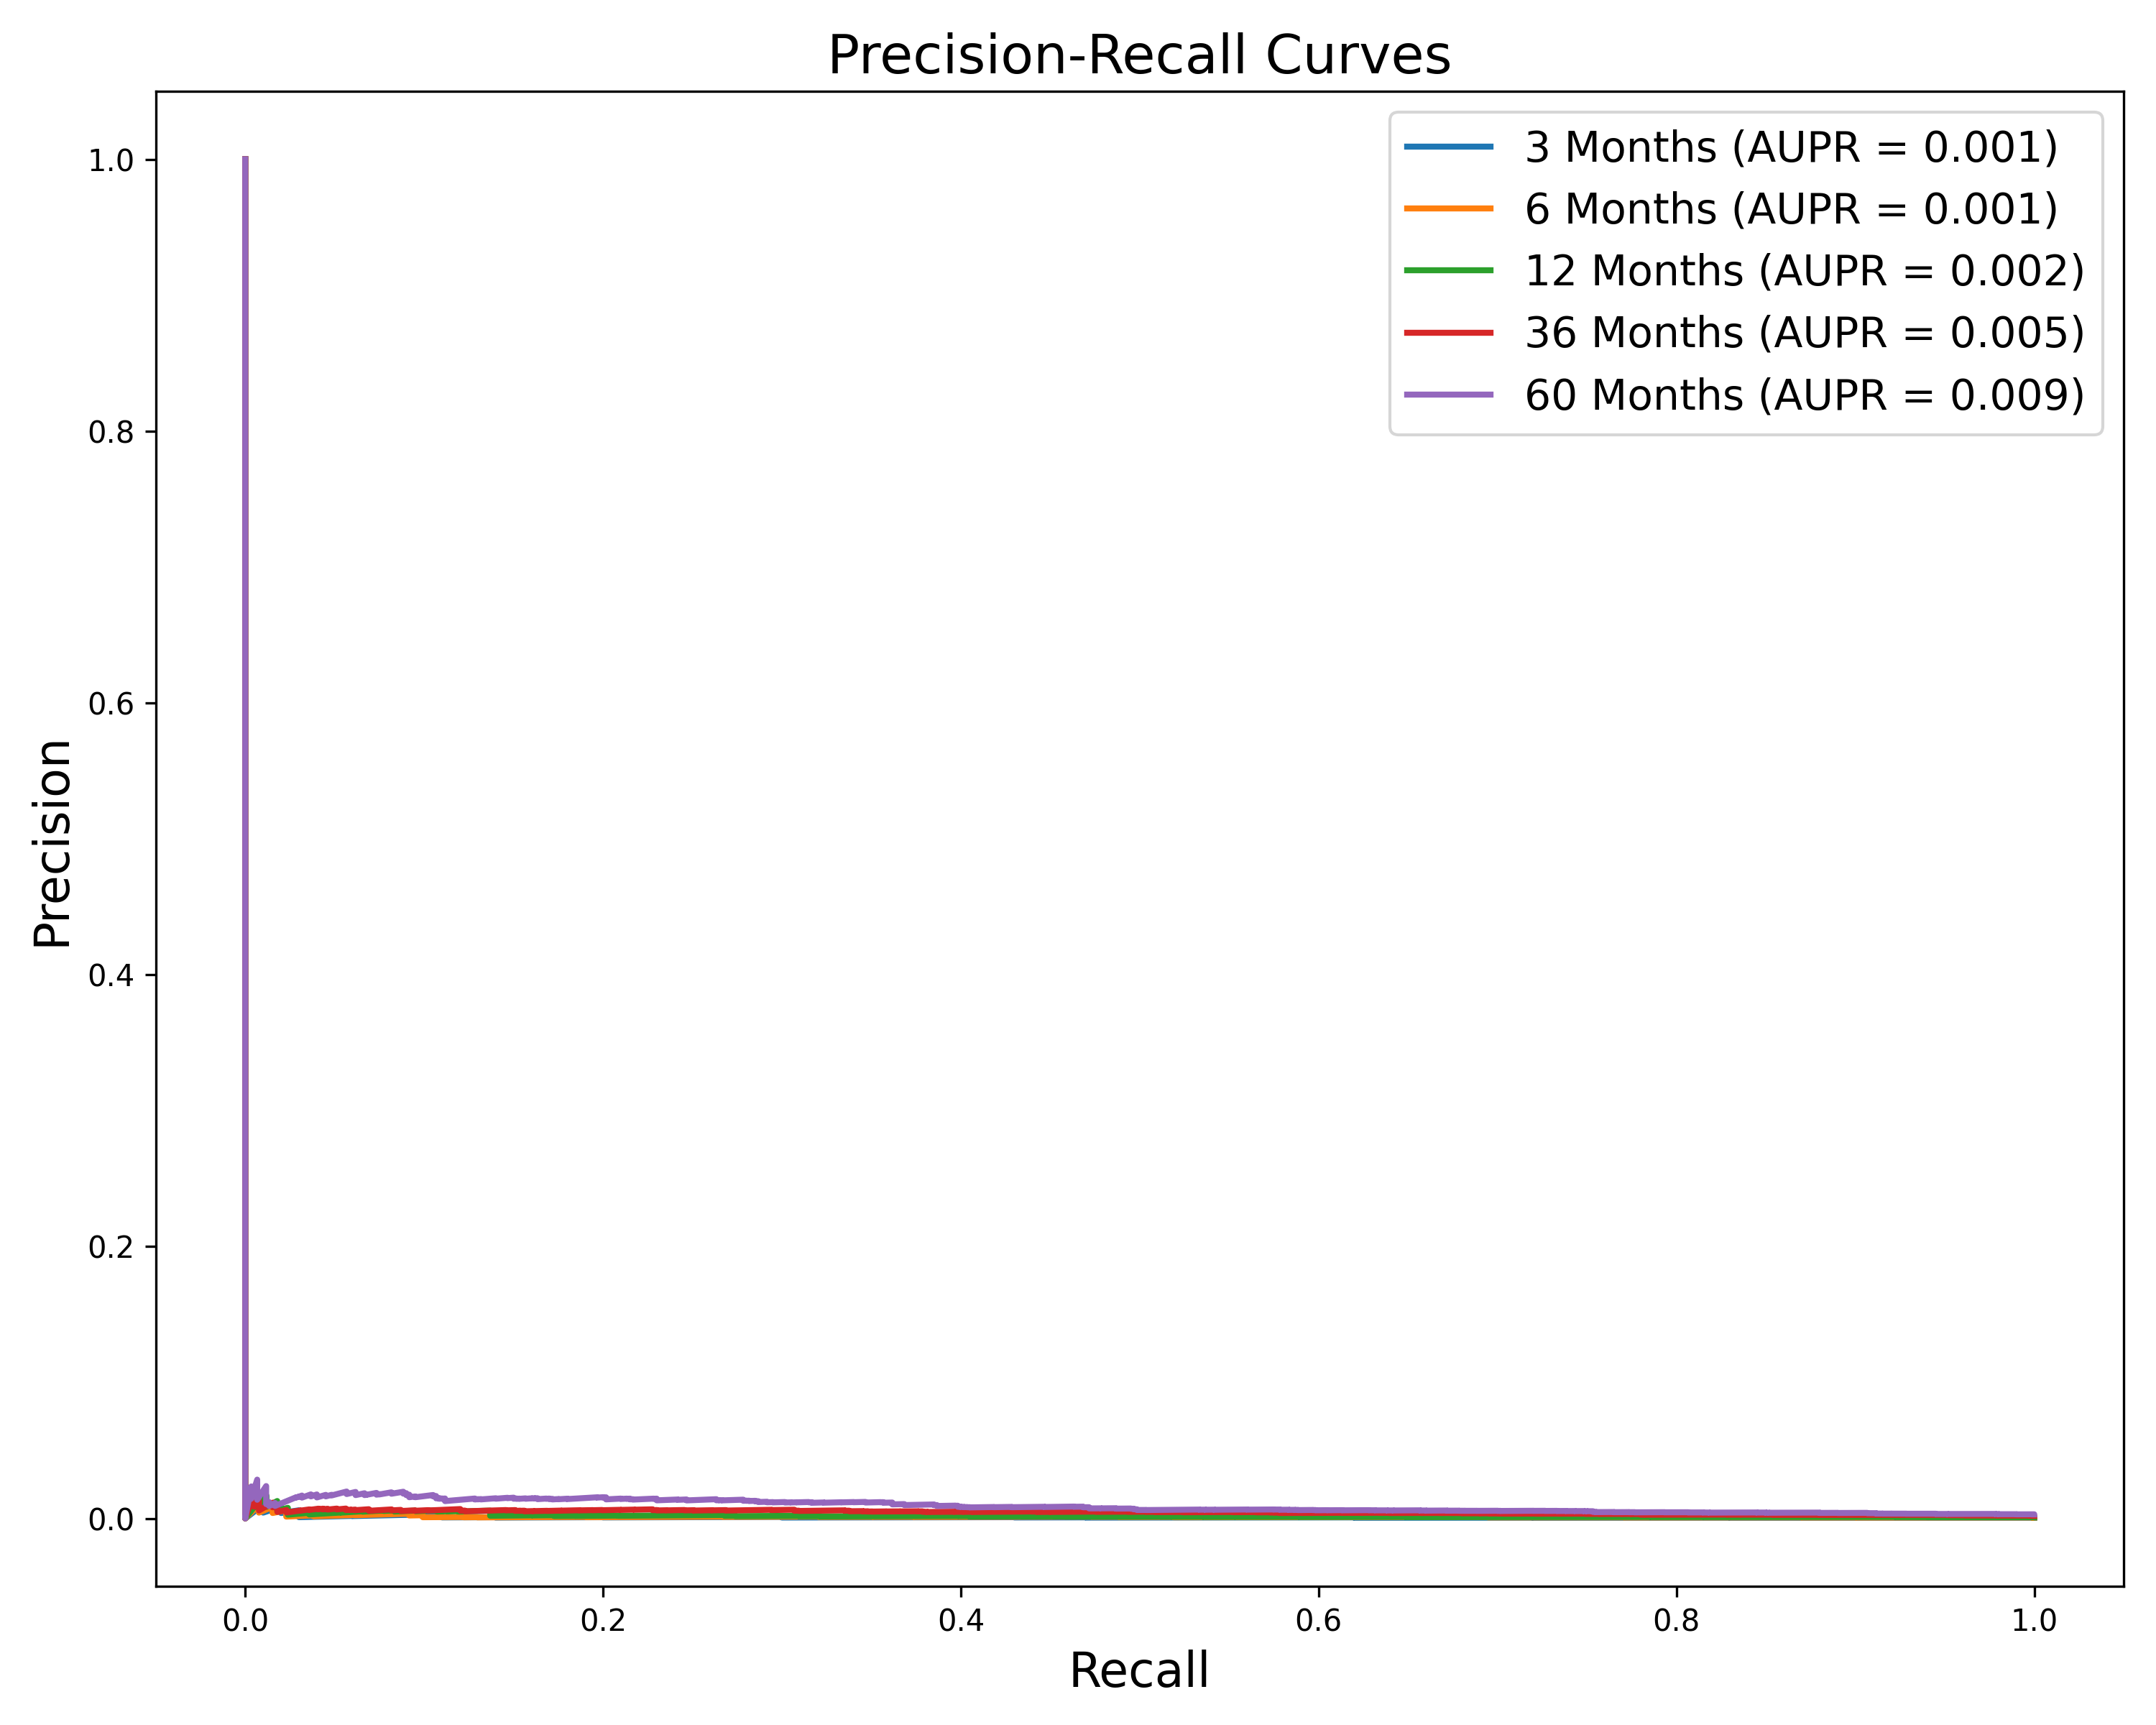 Precision-Recall Curves
3 Months (AUPR = 0.001)
6 Months (AUPR = 0.001)
12 Months (AUPR = 0.002)
36 Months (AUPR = 0.005)
60 Months (AUPR = 0.009)
Precision
1.0
0.8
0.6
0.4
0.2
0.0
0.0
0.2
0.4
0.6
0.8
1.0
Recall